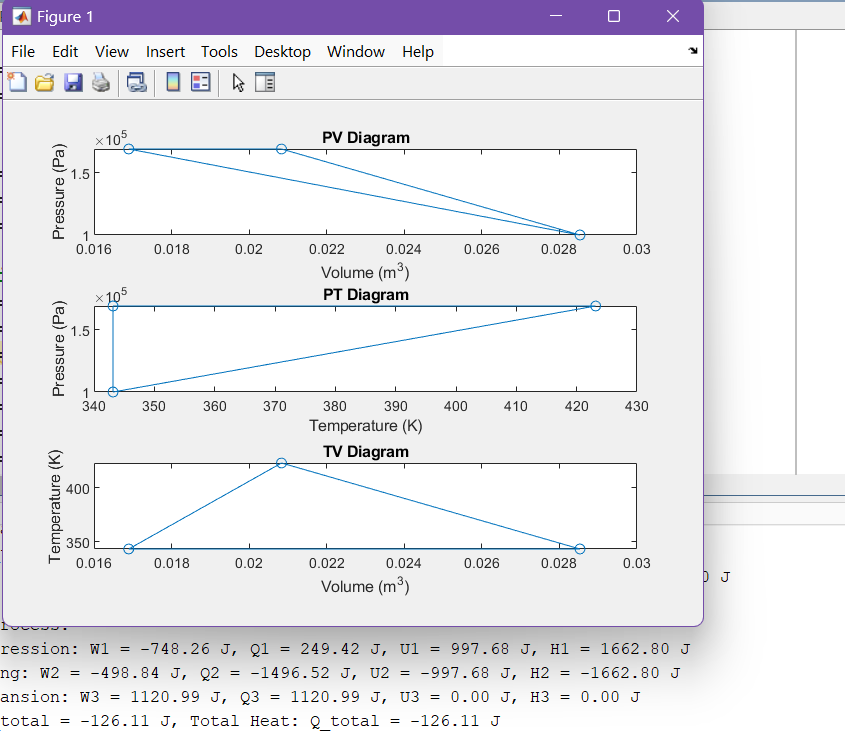 Figure 1
File Edit View Insert Tools Desktop Window Help
PV Diagram
×10^5
Pressure (Pa)
1.5
1
0.016 0.018 0.02 0.022 0.024 0.026 0.028 0.03
Volume (m^3)
PT Diagram
×10^5
Pressure (Pa)
1.5
1
340 350 360 370 380 390 400 410 420 430
Temperature (K)
TV Diagram
Temperature (K)
400
350
0.016 0.018 0.02 0.022 0.024 0.026 0.028 0.03
Volume (m^3)
J
ression: W1 = -748.26 J, Q1 = 249.42 J, U1 = 997.68 J, H1 = 1662.80 J
ng: W2 = -498.84 J, Q2 = -1496.52 J, U2 = -997.68 J, H2 = -1662.80 J
ansion: W3 = 1120.99 J, Q3 = 1120.99 J, U3 = 0.00 J, H3 = 0.00 J
total = -126.11 J, Total Heat: Q_total = -126.11 J